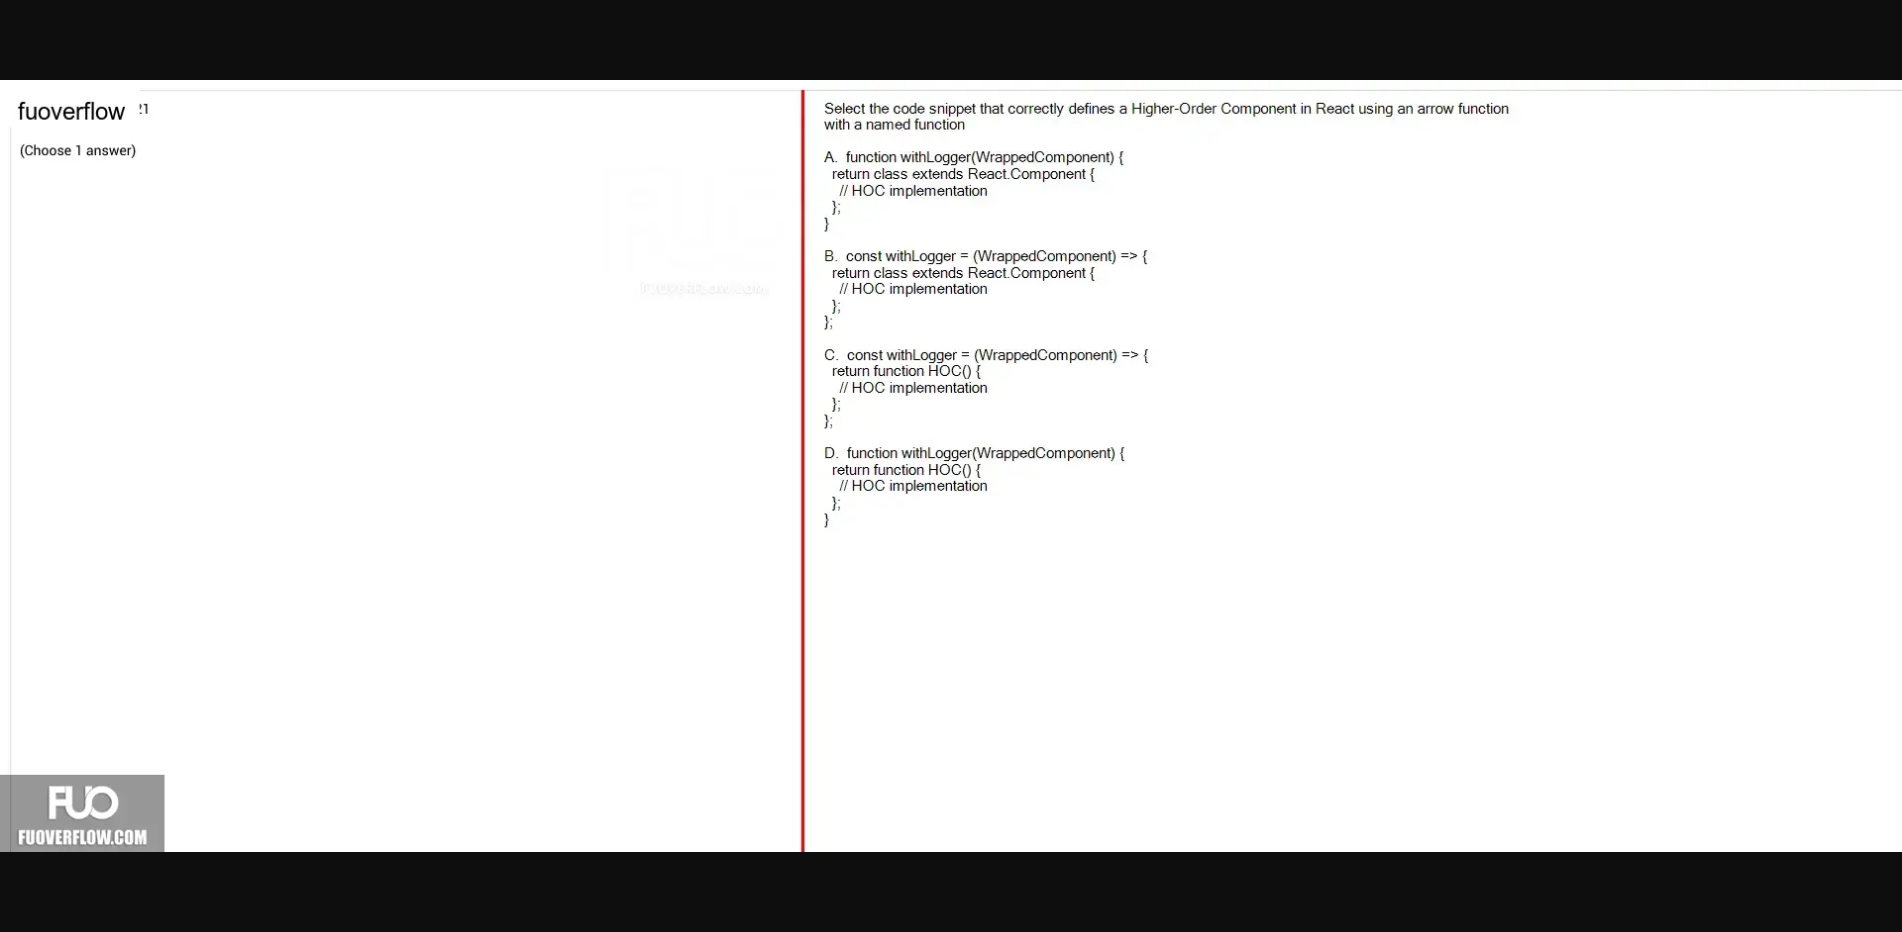 fuoverflow 21
(Choose 1 answer)
FUOVERFLOW.COM
Select the code snippet that correctly defines a Higher-Order Component in React using an arrow function
with a named function
A. function withLogger(WrappedComponent) {
return class extends React.Component {
// HOC implementation
};
}
B. const withLogger = (WrappedComponent) => {
return class extends React.Component {
// HOC implementation
};
};
C. const withLogger = (WrappedComponent) => {
return function HOC() {
// HOC implementation
};
};
D. function withLogger(WrappedComponent) {
return function HOC() {
// HOC implementation
};
}
FUO
FUOVERFLOW.COM